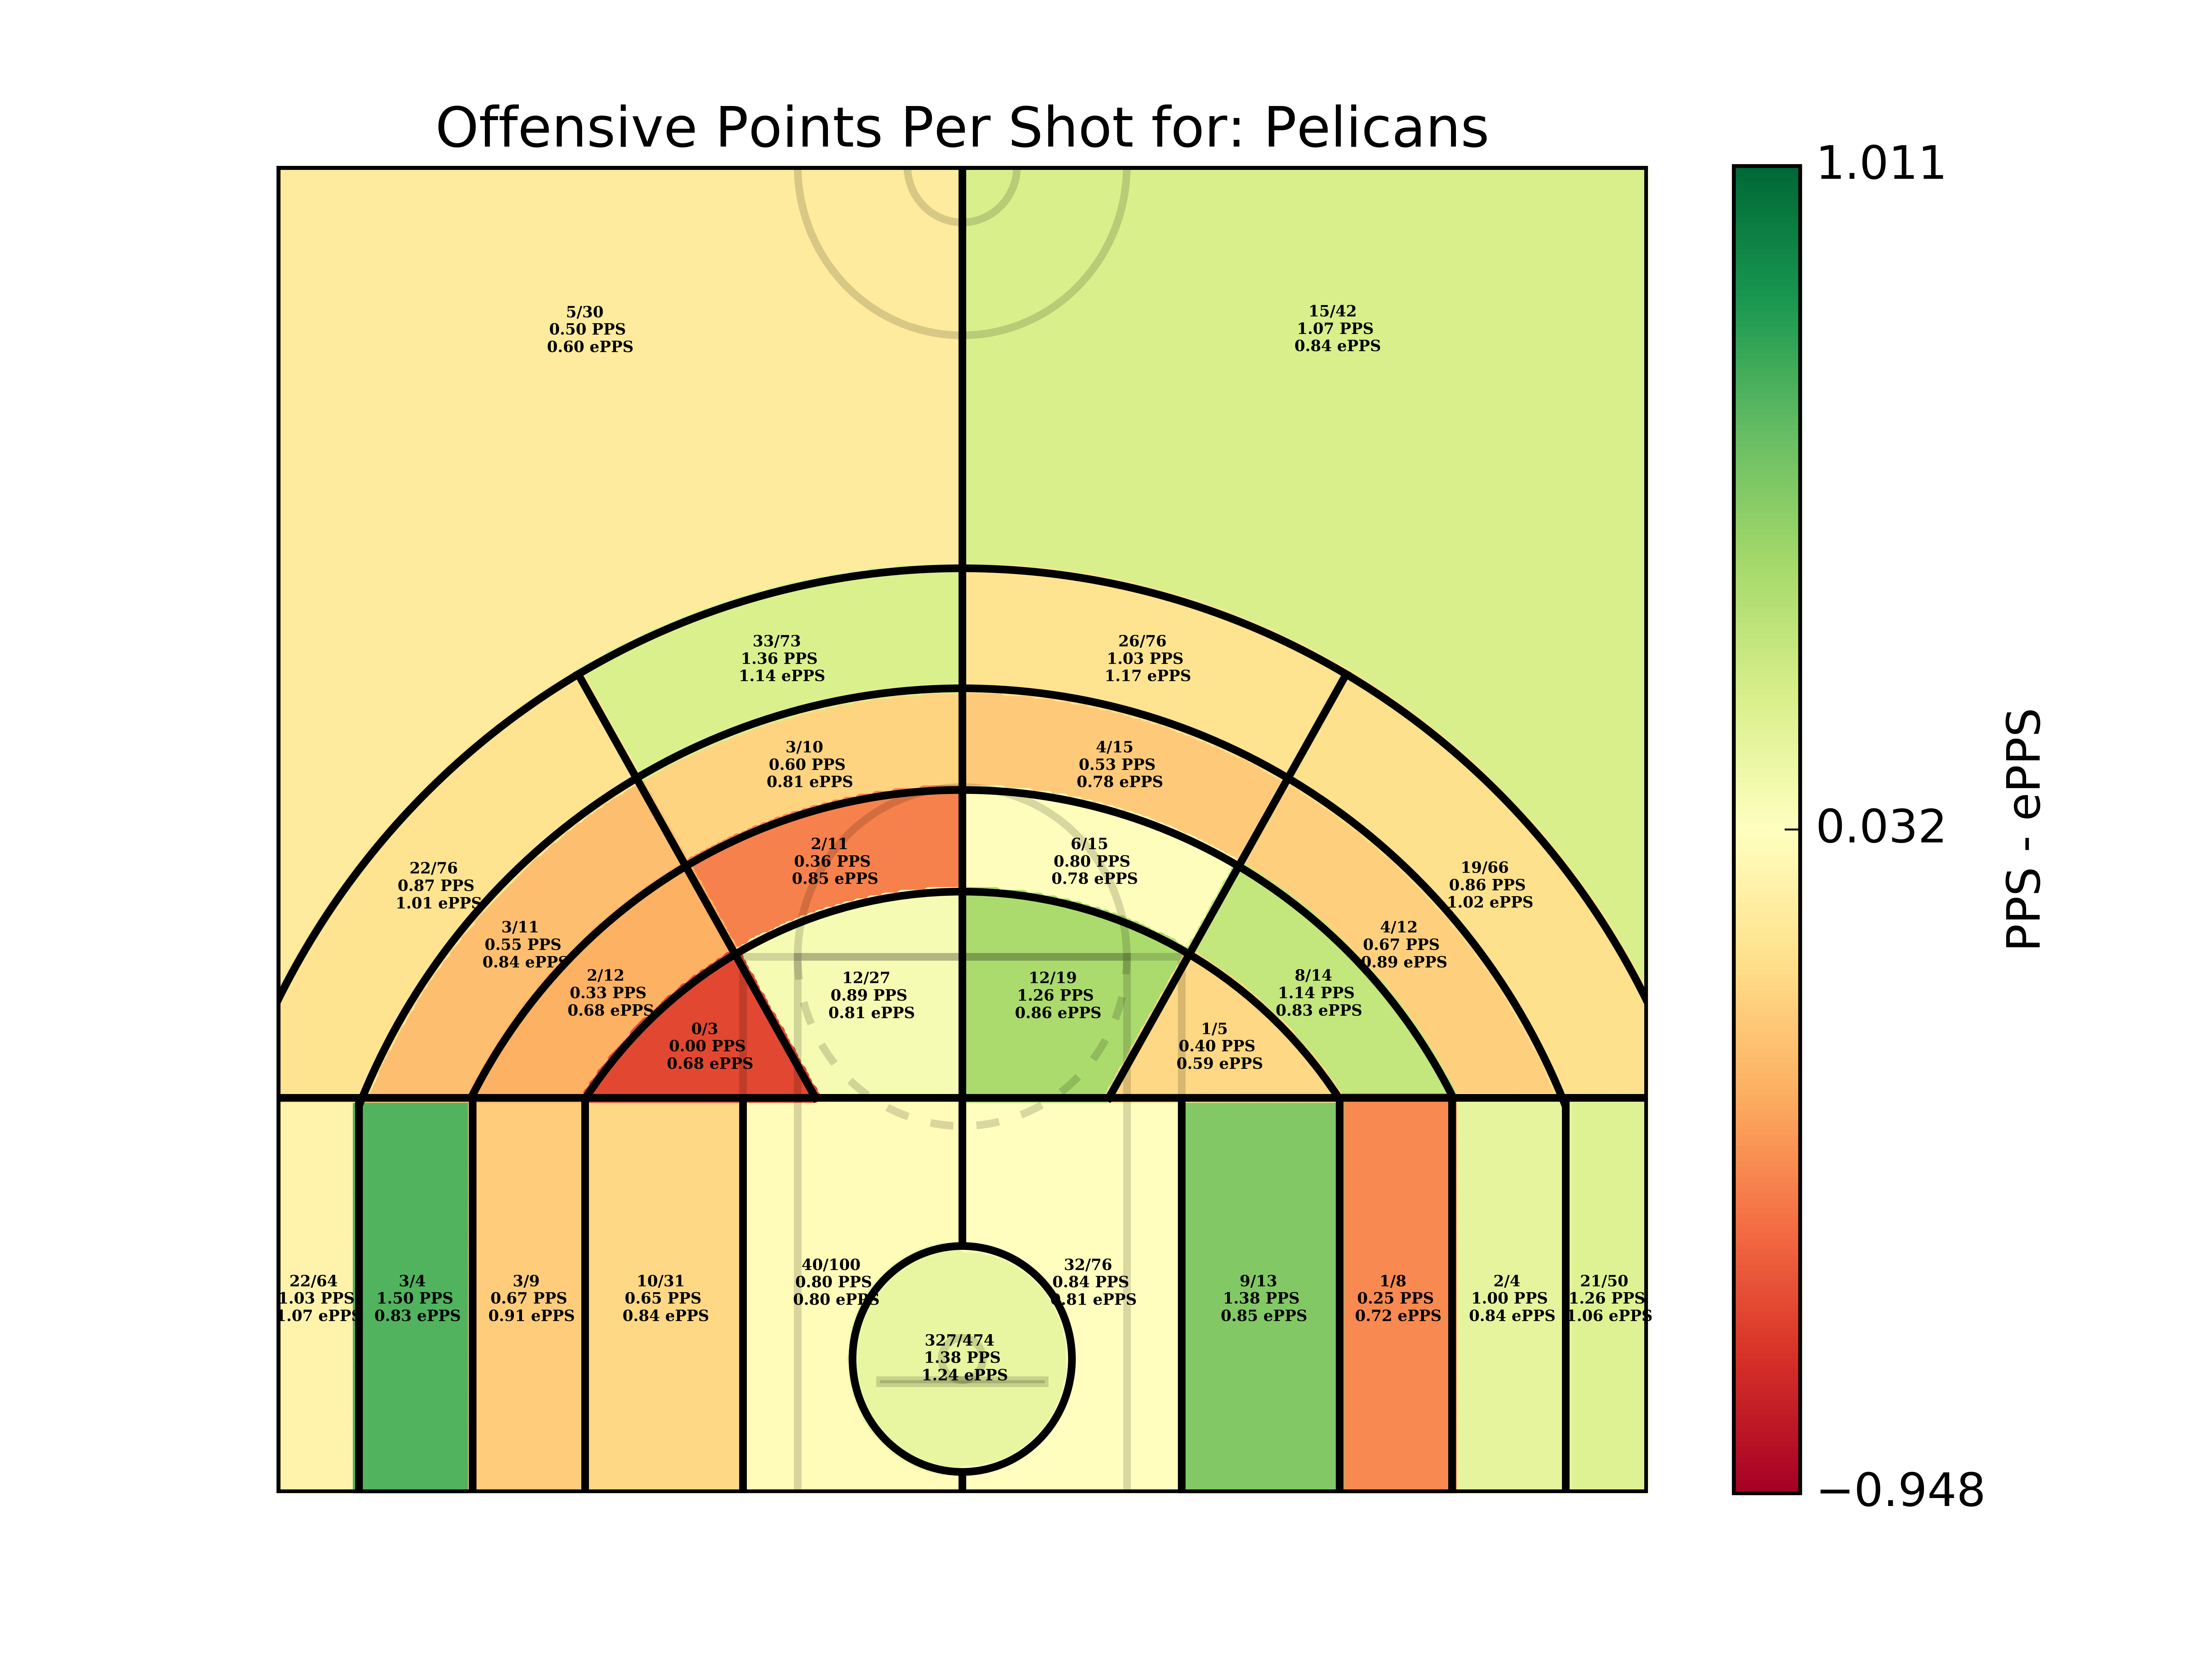 Offensive Points Per Shot for: Pelicans
1.011
5/30
0.50 PPS
0.60 ePPS
15/42
1.07 PPS
0.84 ePPS
33/73
1.36 PPS
1.14 ePPS
26/76
1.03 PPS
1.17 ePPS
3/10
0.60 PPS
0.81 ePPS
4/15
0.53 PPS
0.78 ePPS
PPS - ePPS
0.032
2/11
0.36 PPS
0.85 ePPS
6/15
0.80 PPS
0.78 ePPS
22/76
0.87 PPS
1.01 ePPS
19/66
0.86 PPS
1.02 ePPS
3/11
0.55 PPS
0.84 ePPS
4/12
0.67 PPS
0.89 ePPS
2/12
0.33 PPS
0.68 ePPS
12/27
0.89 PPS
0.81 ePPS
12/19
1.26 PPS
0.86 ePPS
8/14
1.14 PPS
0.83 ePPS
0/3
0.00 PPS
0.68 ePPS
1/5
0.40 PPS
0.59 ePPS
22/64
1.03 PPS
1.07 ePPS
3/4
1.50 PPS
0.83 ePPS
3/9
0.67 PPS
0.91 ePPS
10/31
0.65 PPS
0.84 ePPS
40/100
0.80 PPS
0.80 ePPS
32/76
0.84 PPS
0.81 ePPS
9/13
1.38 PPS
0.85 ePPS
1/8
0.25 PPS
0.72 ePPS
2/4
1.00 PPS
0.84 ePPS
21/50
1.26 PPS
1.06 ePPS
327/474
1.38 PPS
1.24 ePPS
−0.948